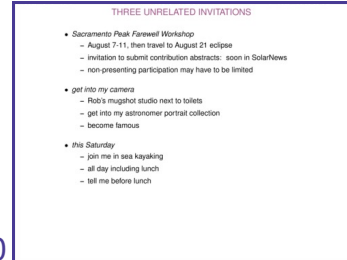 THREE UNRELATED INVITATIONS
• Sacramento Peak Farewell Workshop
– August 7-11, then travel to August 21 eclipse
– invitation to submit contribution abstracts: soon in SolarNews
– non-presenting participation may have to be limited
• get into my camera
– Rob's mugshot studio next to toilets
– get into my astronomer portrait collection
– become famous
• this Saturday
– join me in sea kayaking
– all day including lunch
– tell me before lunch